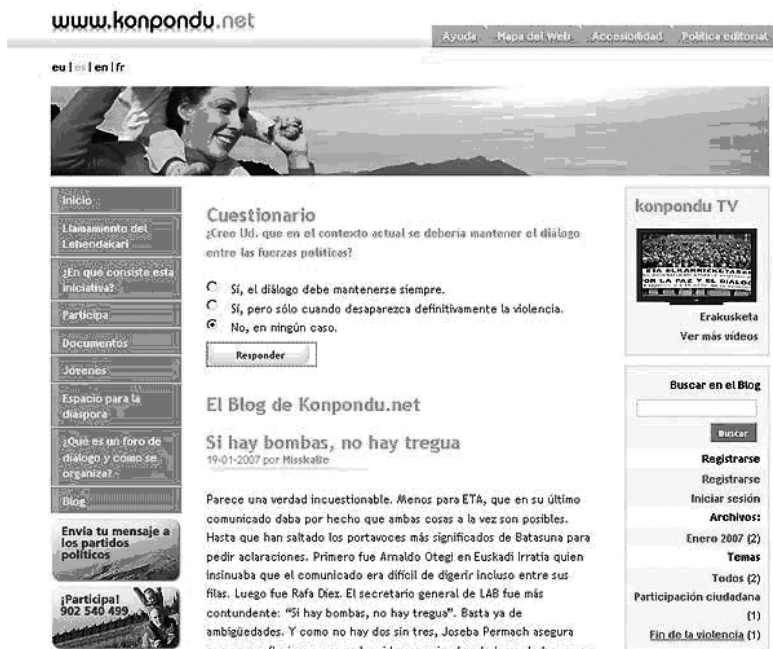 www.konpondu.net
Ayuda Mapa del Web Accesibilidad Política editorial
eu | es | en | fr
Inicio
Llamamiento del
Lehendakari
¿En qué consiste esta
iniciativa?
Participa
Documentos
Jóvenes
Espacio para la
diáspora
¿Qué es un foro de
diálogo y cómo se
organiza?
Blog
Envía tu mensaje a
los partidos
políticos
¡Participa!
902 540 499
Cuestionario
¿Cree Ud. que en el contexto actual se debería mantener el diálogo
entre las fuerzas políticas?
Sí, el diálogo debe mantenerse siempre.
Sí, pero sólo cuando desaparezca definitivamente la violencia.
No, en ningún caso.
Responder
El Blog de Konpondu.net
Si hay bombas, no hay tregua
19-01-2007 por MisskaBe
Parece una verdad incuestionable. Menos para ETA, que en su último
comunicado daba por hecho que ambas cosas a la vez son posibles.
Hasta que han saltado los portavoces más significados de Batasuna para
pedir aclaraciones. Primero fue Arnaldo Otegi en Euskadi Irratia quien
insinuaba que el comunicado era difícil de digerir incluso entre sus
filas. Luego fue Rafa Díez. El secretario general de LAB fue más
contundente: "Si hay bombas, no hay tregua". Basta ya de
ambigüedades. Y como no hay dos sin tres, Joseba Permach asegura
konpondu TV
ETA ELKARRIZKETAREN
POR LA PAZ Y EL DIALOGO
Erakusketa
Ver más vídeos
Buscar en el Blog
Buscar
Registrarse
Registrarse
Iniciar sesión
Archivos:
Enero 2007 (2)
Temas
Todos (2)
Participación ciudadana
(1)
Fin de la violencia (1)